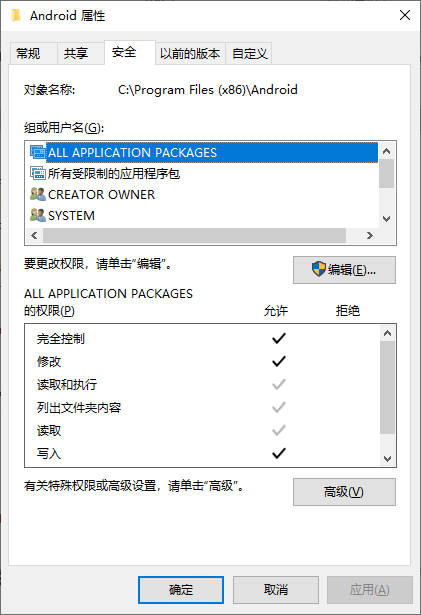 Android 属性
常规 共享 安全 以前的版本 自定义
对象名称: C:\Program Files (x86)\Android
组或用户名(G):
ALL APPLICATION PACKAGES
所有受限制的应用程序包
CREATOR OWNER
SYSTEM
要更改权限，请单击“编辑”。
编辑(E)...
ALL APPLICATION PACKAGES
的权限(P) 允许 拒绝
完全控制
修改
读取和执行
列出文件夹内容
读取
写入
有关特殊权限或高级设置，请单击“高级”。
高级(V)
确定 取消 应用(A)